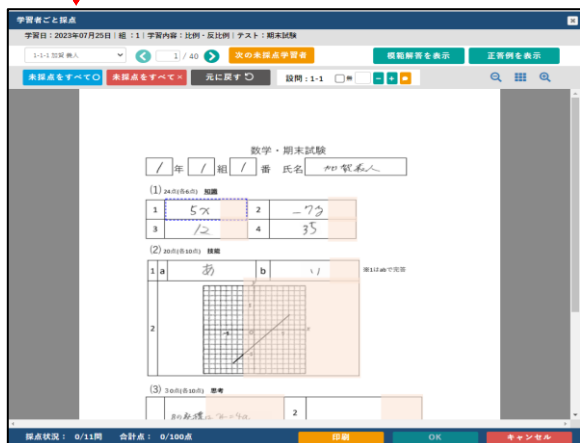 学習者ごと採点
学習日：2023年07月25日｜組：1｜学習内容：比例・反比例｜テスト：期末試験
1-1-1 加賀 美人 1 / 40 次の未採点学習者 模範解答を表示 正答例を表示
未採点をすべて○ 未採点をすべて× 元に戻す 設問：1-1
数学・期末試験
1 年 1 組 1 番 氏名 加賀美人
(1) 24点(各6点) 知識
1 5x 2
3 12 4 35
(2) 20点(各10点) 技能
1 a あ b い ※1はabで完答
2
(3) 30点(各10点) 思考
2
採点状況： 0/11問 合計点： 0/100点 印刷 OK キャンセル